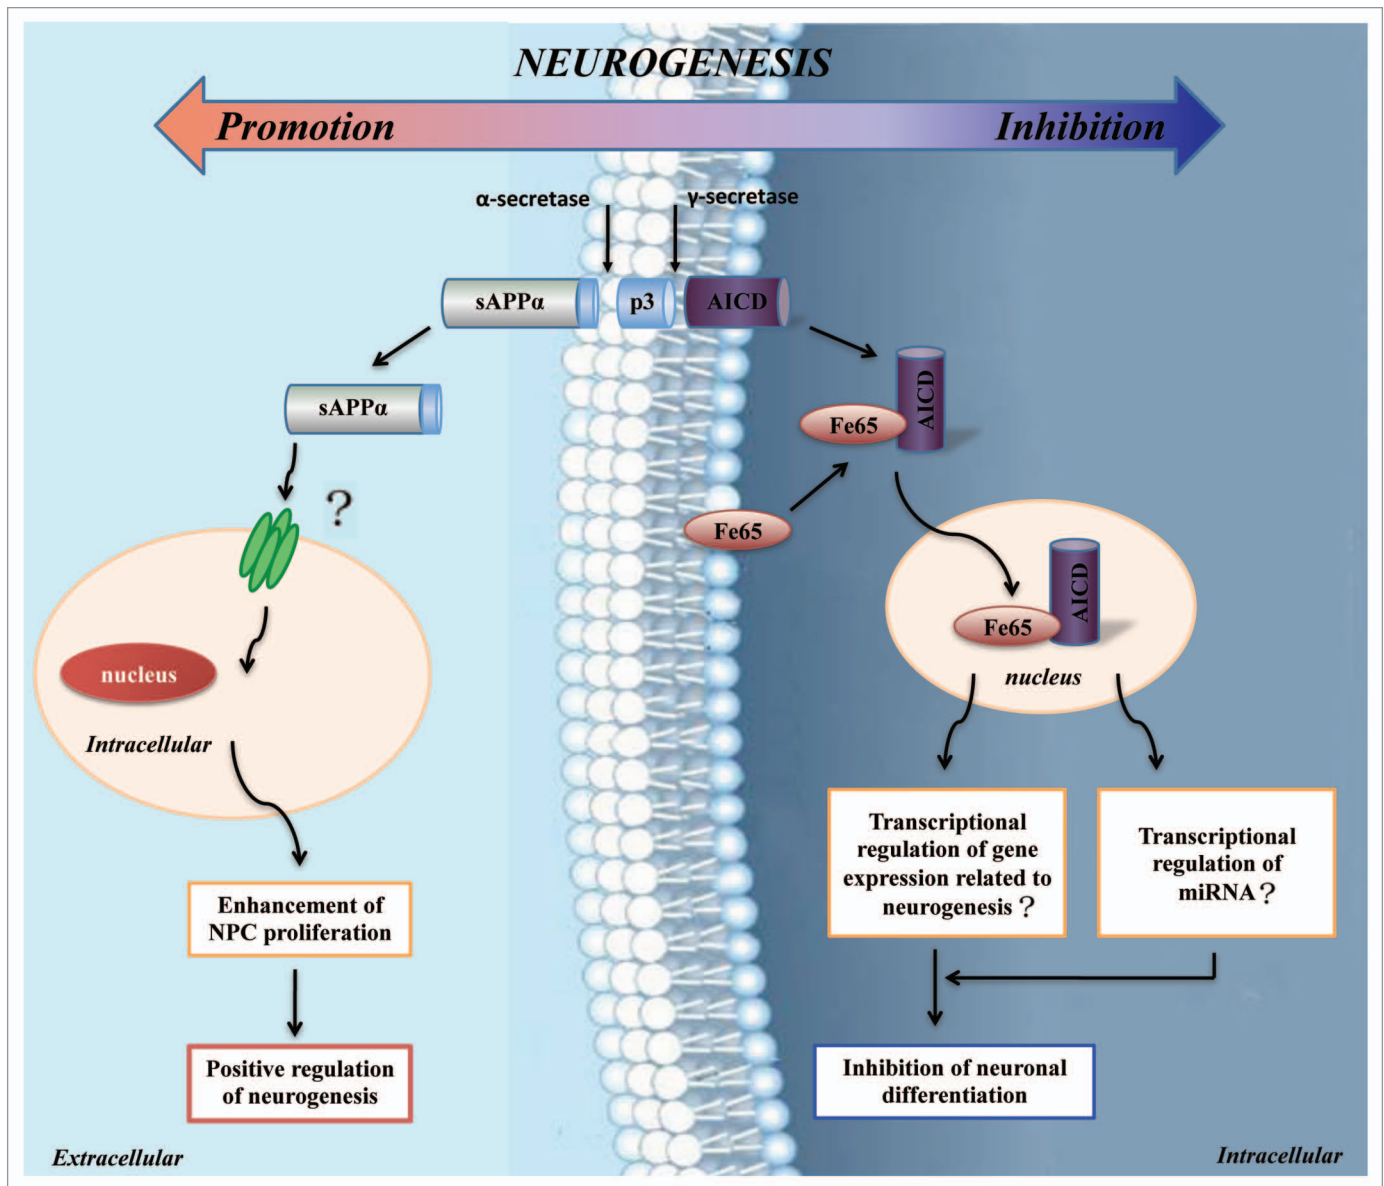 NEUROGENESIS
Promotion
Inhibition
α-secretase
γ-secretase
sAPPα
p3
AICD
sAPPα
?
Fe65
AICD
Fe65
nucleus
Intracellular
Fe65
AICD
nucleus
Enhancement of
NPC proliferation
Positive regulation
of neurogenesis
Transcriptional
regulation of gene
expression related to
neurogenesis ?
Transcriptional
regulation of
miRNA ?
Inhibition of neuronal
differentiation
Extracellular
Intracellular